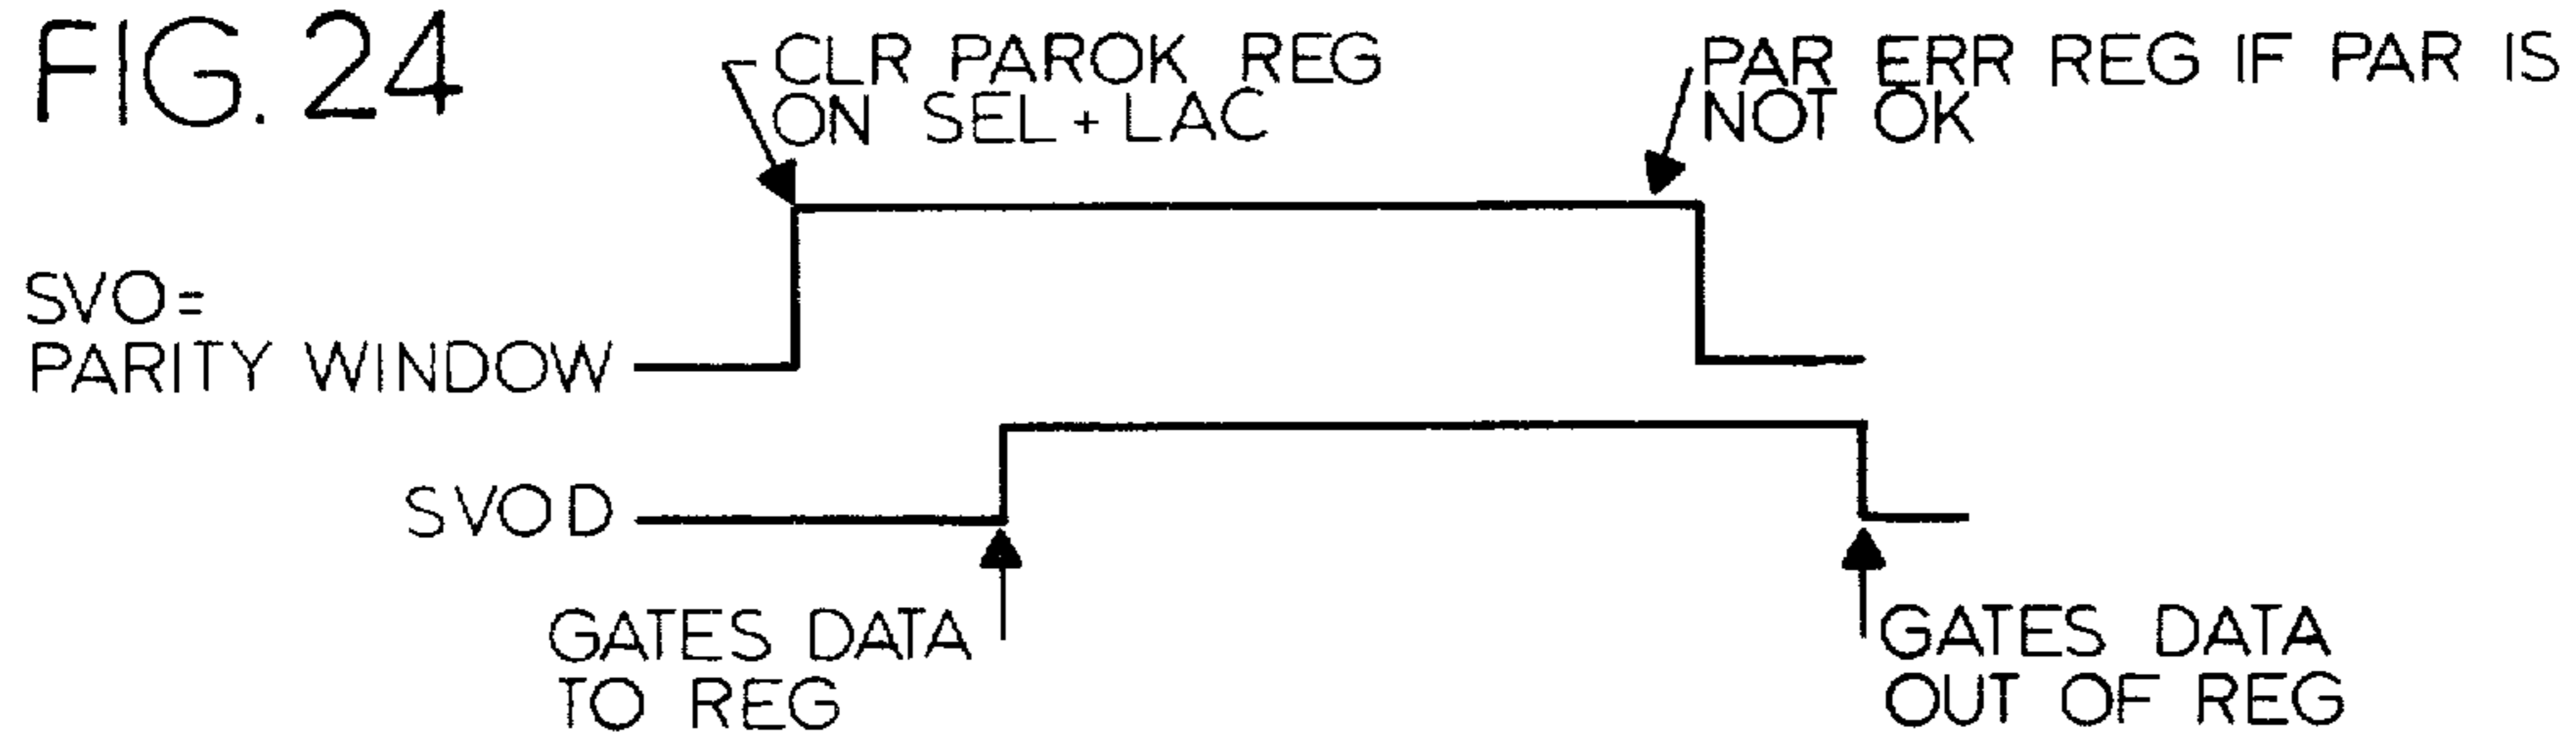 FIG. 24
CLR PAROK REG
ON SEL + LAC
PAR ERR REG IF PAR IS
NOT OK
SVO=
PARITY WINDOW
SVOD
GATES DATA
TO REG
GATES DATA
OUT OF REG